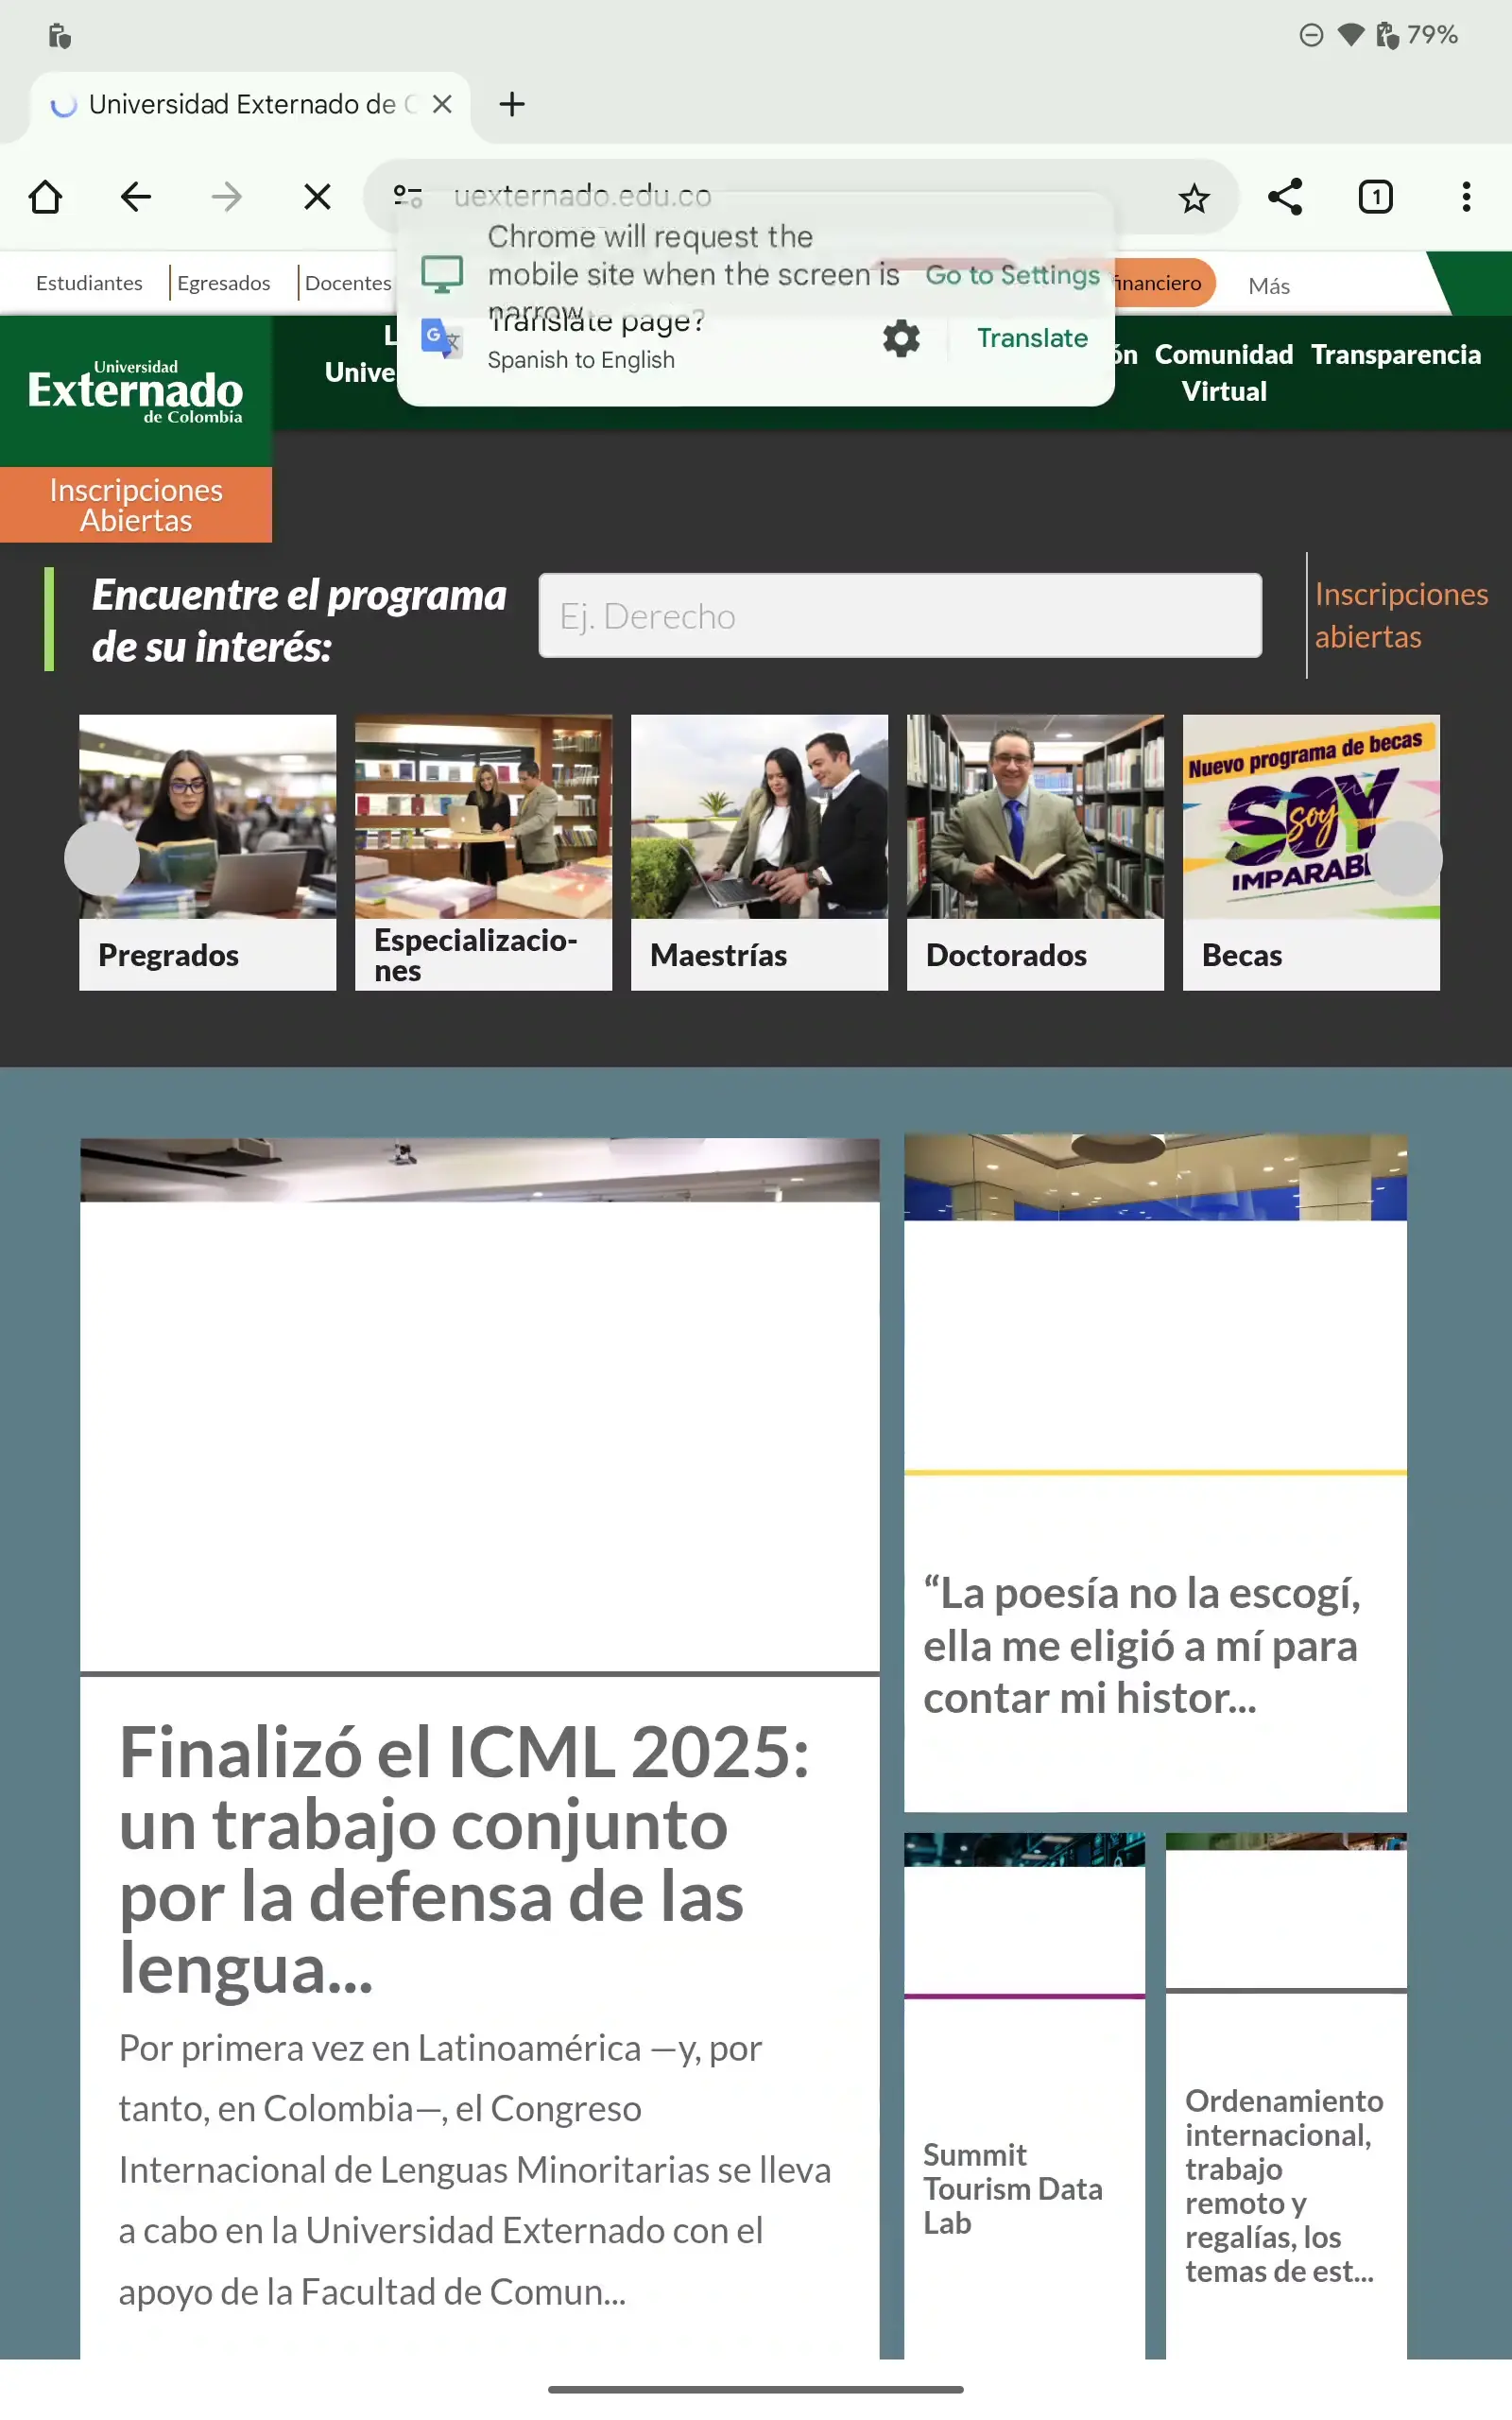 79%
Universidad Externado de
uexternado.edu.co
1
Chrome will request the
mobile site when the screen is
narrow.
Go to Settings
Translate page?
Spanish to English
Translate
Estudiantes
Egresados
Docentes
Más
Universidad
Externado
de Colombia
Comunidad
Virtual
Transparencia
Inscripciones
Abiertas
Encuentre el programa
de su interés:
Ej. Derecho
Inscripciones
abiertas
Nuevo programa de becas
SOY
soy
Pregrados
Especializacio-
nes
Maestrías
Doctorados
Becas
Finalizó el ICML 2025:
un trabajo conjunto
por la defensa de las
lengua...
Por primera vez en Latinoamérica —y, por
tanto, en Colombia—, el Congreso
Internacional de Lenguas Minoritarias se lleva
a cabo en la Universidad Externado con el
apoyo de la Facultad de Comun...
“La poesía no la escogí,
ella me eligió a mí para
contar mi histor...
Summit
Tourism Data
Lab
Ordenamiento
internacional,
trabajo
remoto y
regalías, los
temas de est...